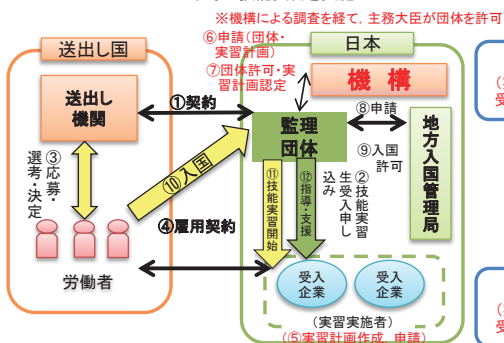 ※機構による調査を経て、主務大臣が団体を許可
⑥申請(団体・
実習計画)
⑦団体許可・実
習計画認定
送出し国
日本
送出し
機関
機 構
①契約
監理
団体
⑧申請
⑨入国
許可
地方入国管理局
③応募・
選考・決定
⑩入国
②技能実習
生受入申し
込み
⑪技能実習開始
⑫指導・支援
④雇用契約
労働者
受入
企業
受入
企業
(実習実施者)
(⑤実習計画作成、申請)